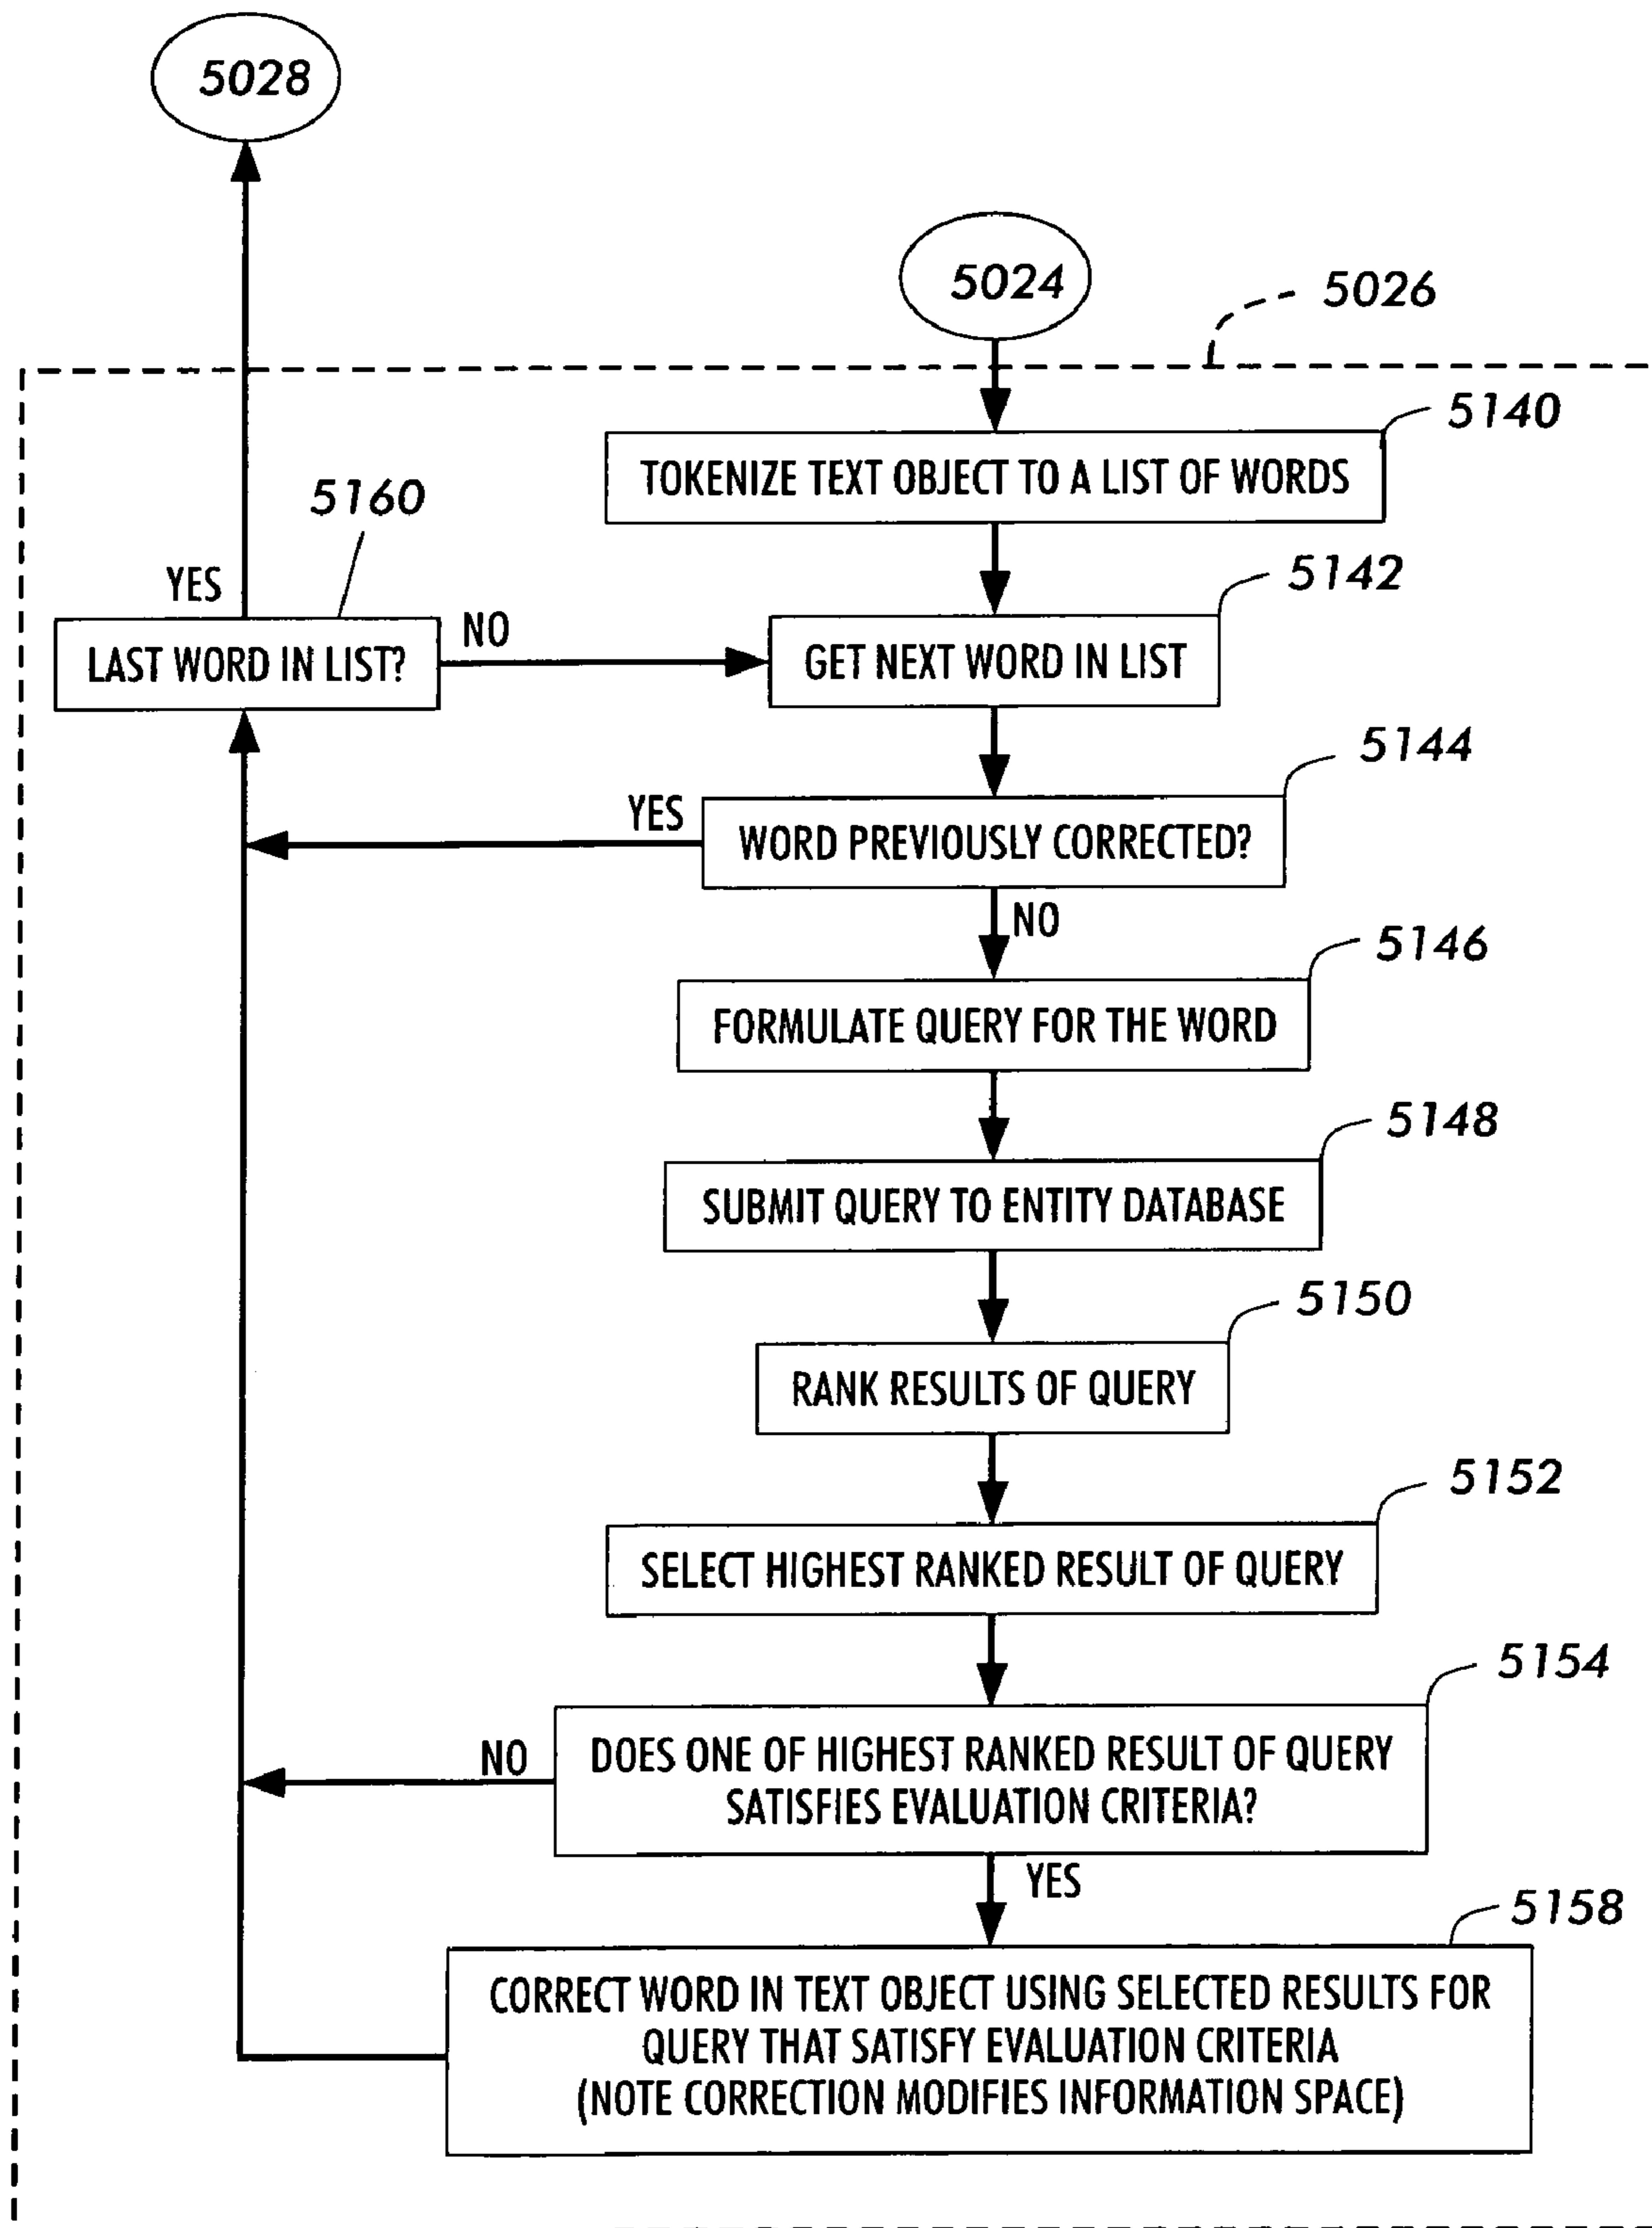 5028
5024
5026
5140
TOKENIZE TEXT OBJECT TO A LIST OF WORDS
5160
5142
YES
NO
LAST WORD IN LIST?
GET NEXT WORD IN LIST
5144
YES
WORD PREVIOUSLY CORRECTED?
NO
5146
FORMULATE QUERY FOR THE WORD
5148
SUBMIT QUERY TO ENTITY DATABASE
5150
RANK RESULTS OF QUERY
5152
SELECT HIGHEST RANKED RESULT OF QUERY
5154
NO
DOES ONE OF HIGHEST RANKED RESULT OF QUERY
SATISFIES EVALUATION CRITERIA?
YES
5158
CORRECT WORD IN TEXT OBJECT USING SELECTED RESULTS FOR
QUERY THAT SATISFY EVALUATION CRITERIA
(NOTE CORRECTION MODIFIES INFORMATION SPACE)